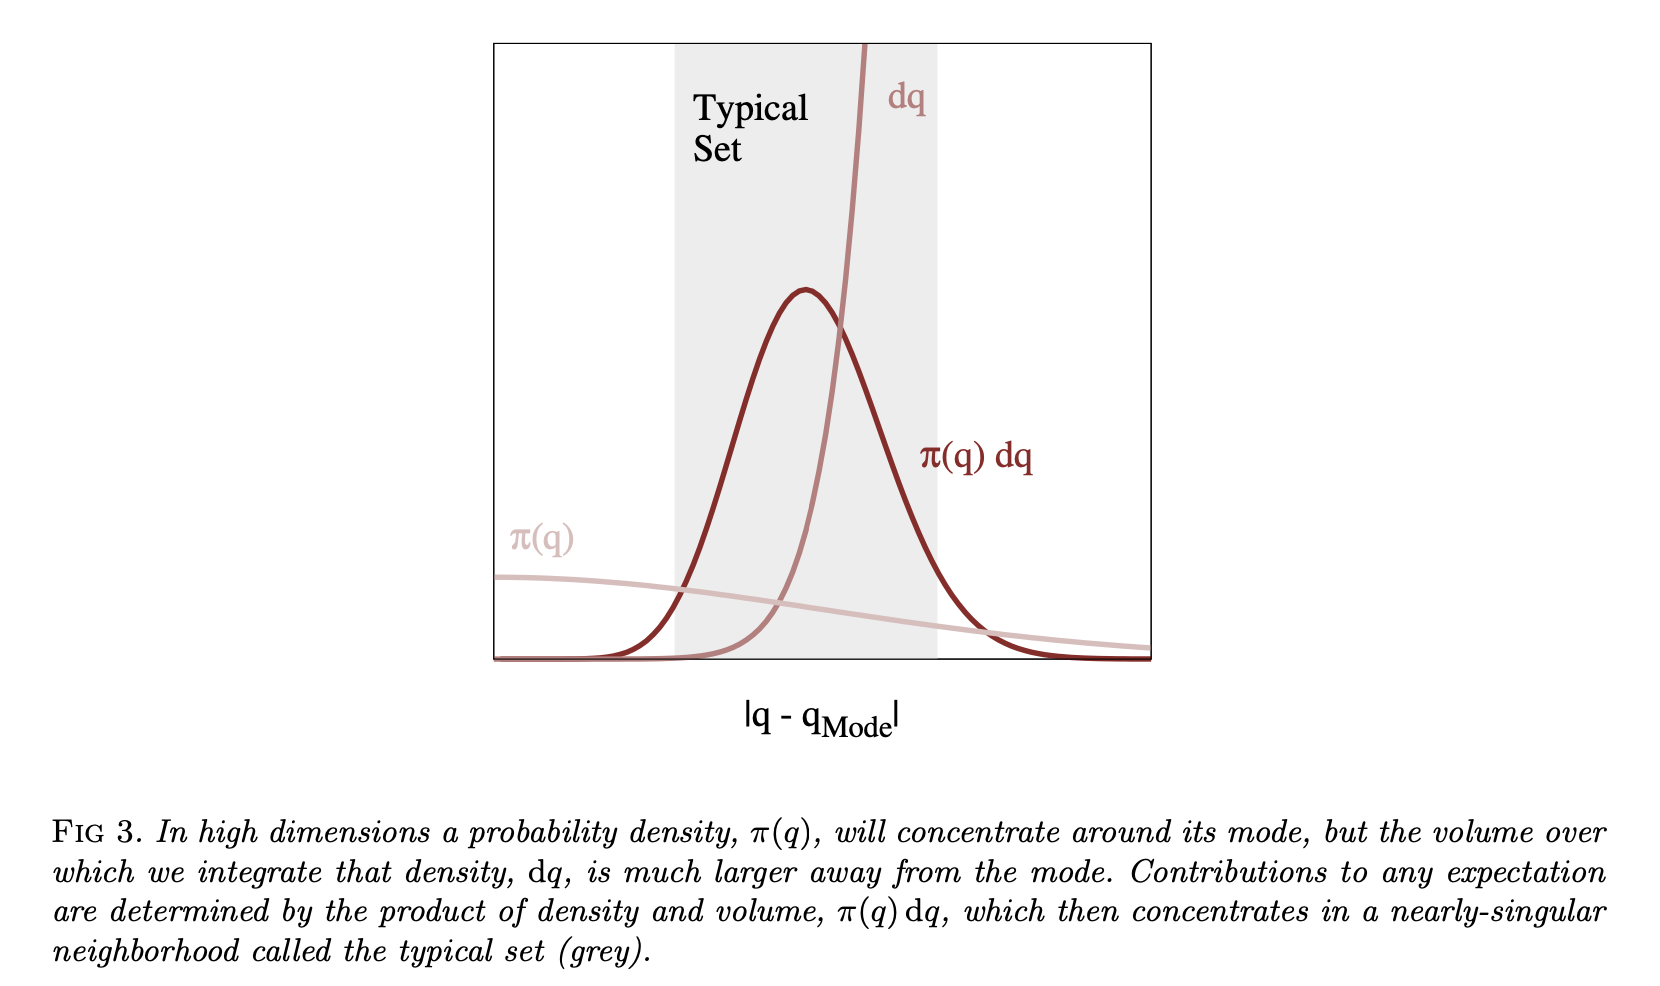 Typical
Set
dq
π(q) dq
π(q)
|q - qMode|
FIG 3. In high dimensions a probability density, π(q), will concentrate around its mode, but the volume over
which we integrate that density, dq, is much larger away from the mode. Contributions to any expectation
are determined by the product of density and volume, π(q) dq, which then concentrates in a nearly-singular
neighborhood called the typical set (grey).